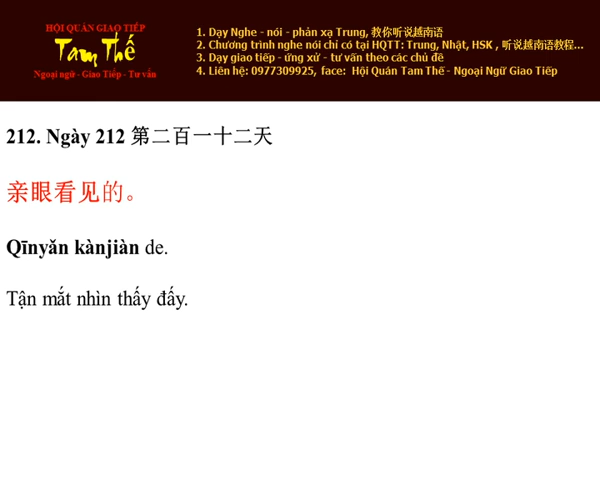 HỘI QUÁN GIAO TIẾP
Tam Thế
Ngoại ngữ - Giao Tiếp - Tư vấn
1. Dạy Nghe - nói - phản xạ Trung, 教你听说越南语
2. Chương trình nghe nói chỉ có tại HQTT: Trung, Nhật, HSK , 听说越南语教程...
3. Dạy giao tiếp - ứng xử - tư vấn theo các chủ đề
4. Liên hệ: 0977309925, face: Hội Quán Tam Thế - Ngoại Ngữ Giao Tiếp
212. Ngày 212 第二百一十二天
亲眼看见的。
Qīnyǎn kànjiàn de.
Tận mắt nhìn thấy đấy.